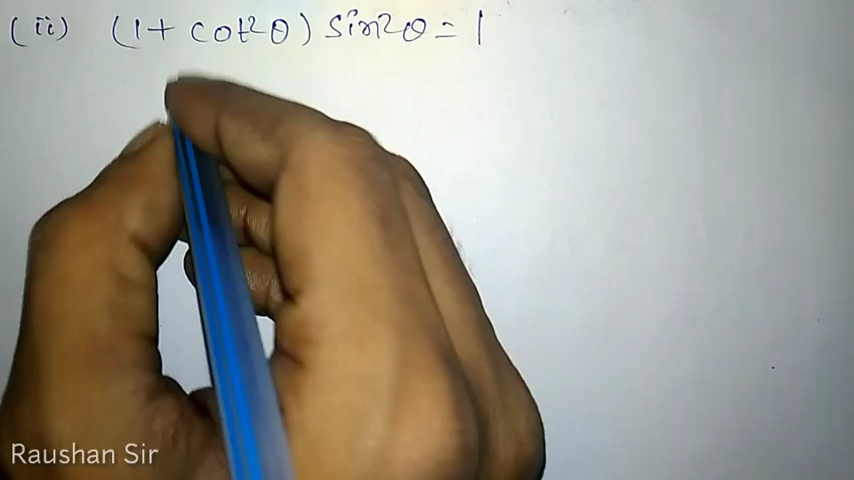 (ii) (1 + cot²θ) sin²θ = 1
Raushan Sir